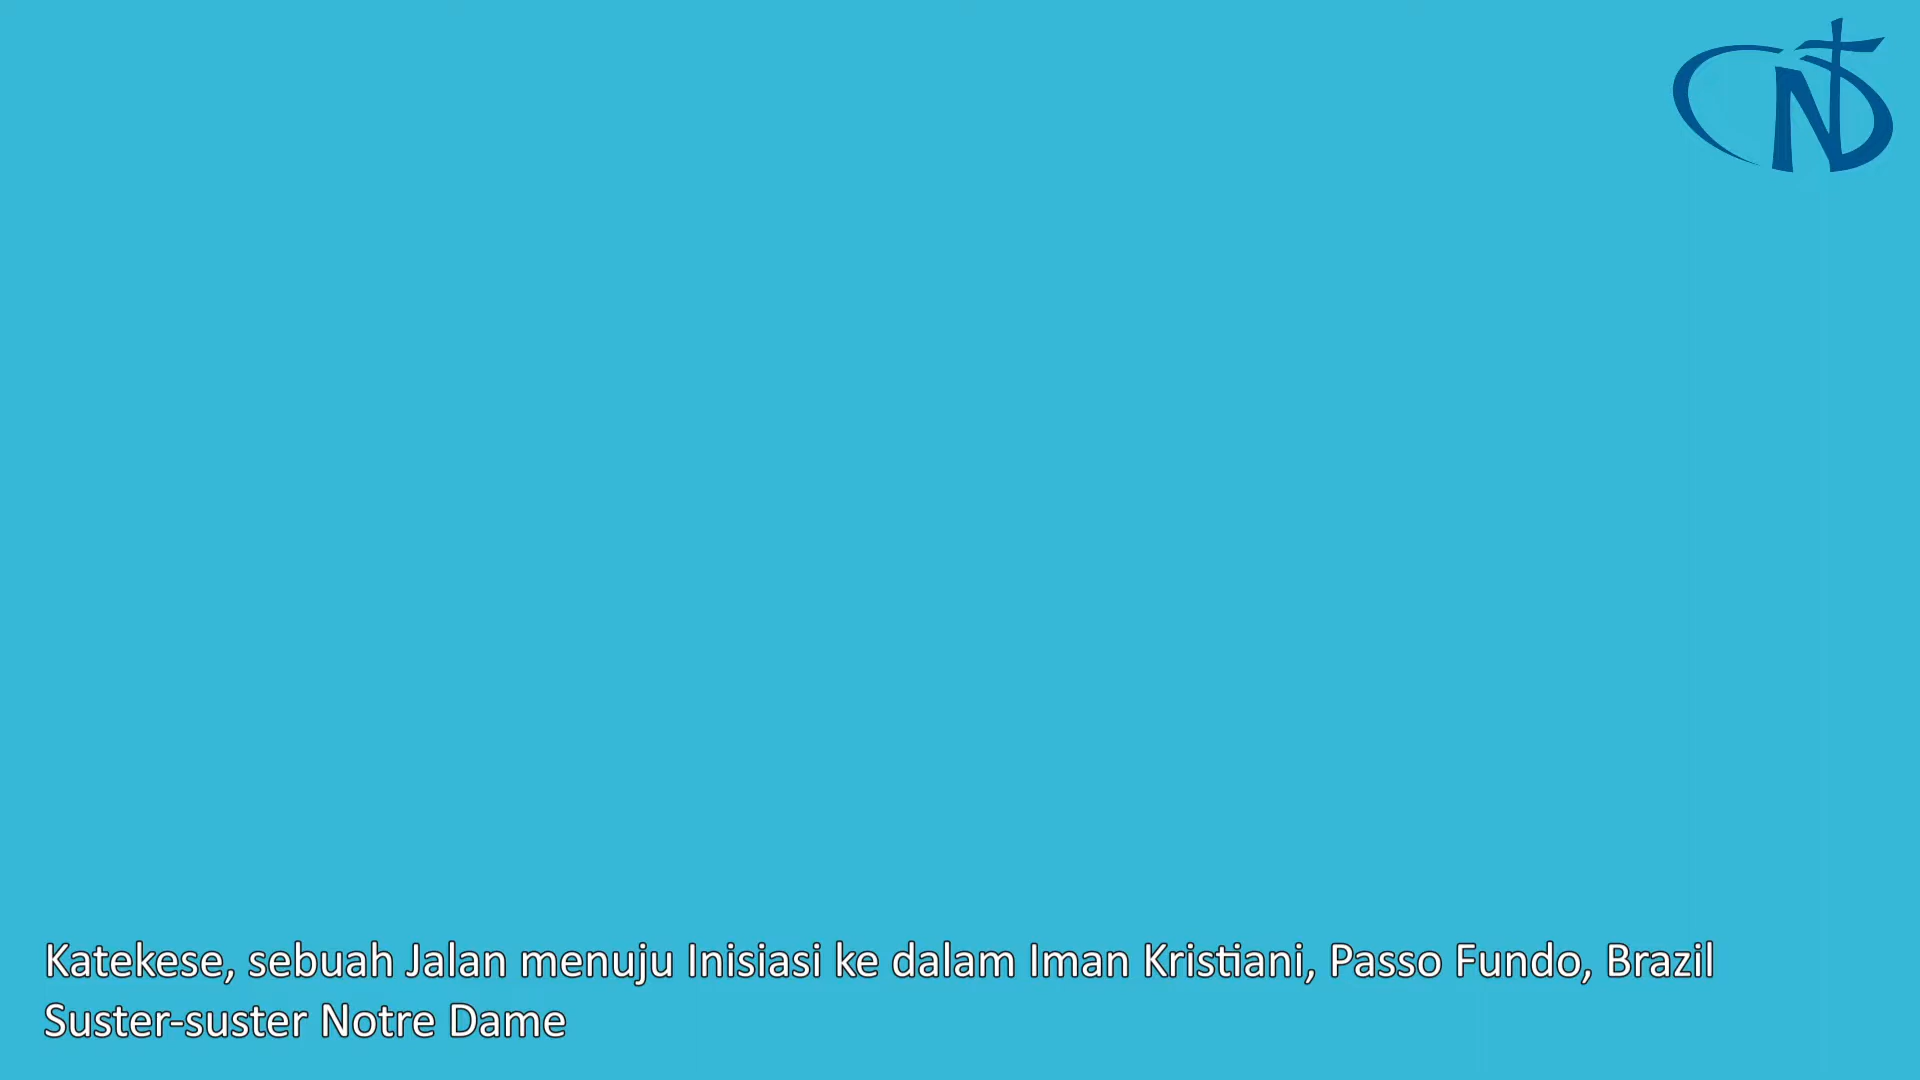 Katekese, sebuah Jalan menuju Inisiasi ke dalam Iman Kristiani, Passo Fundo, Brazil
Suster-suster Notre Dame